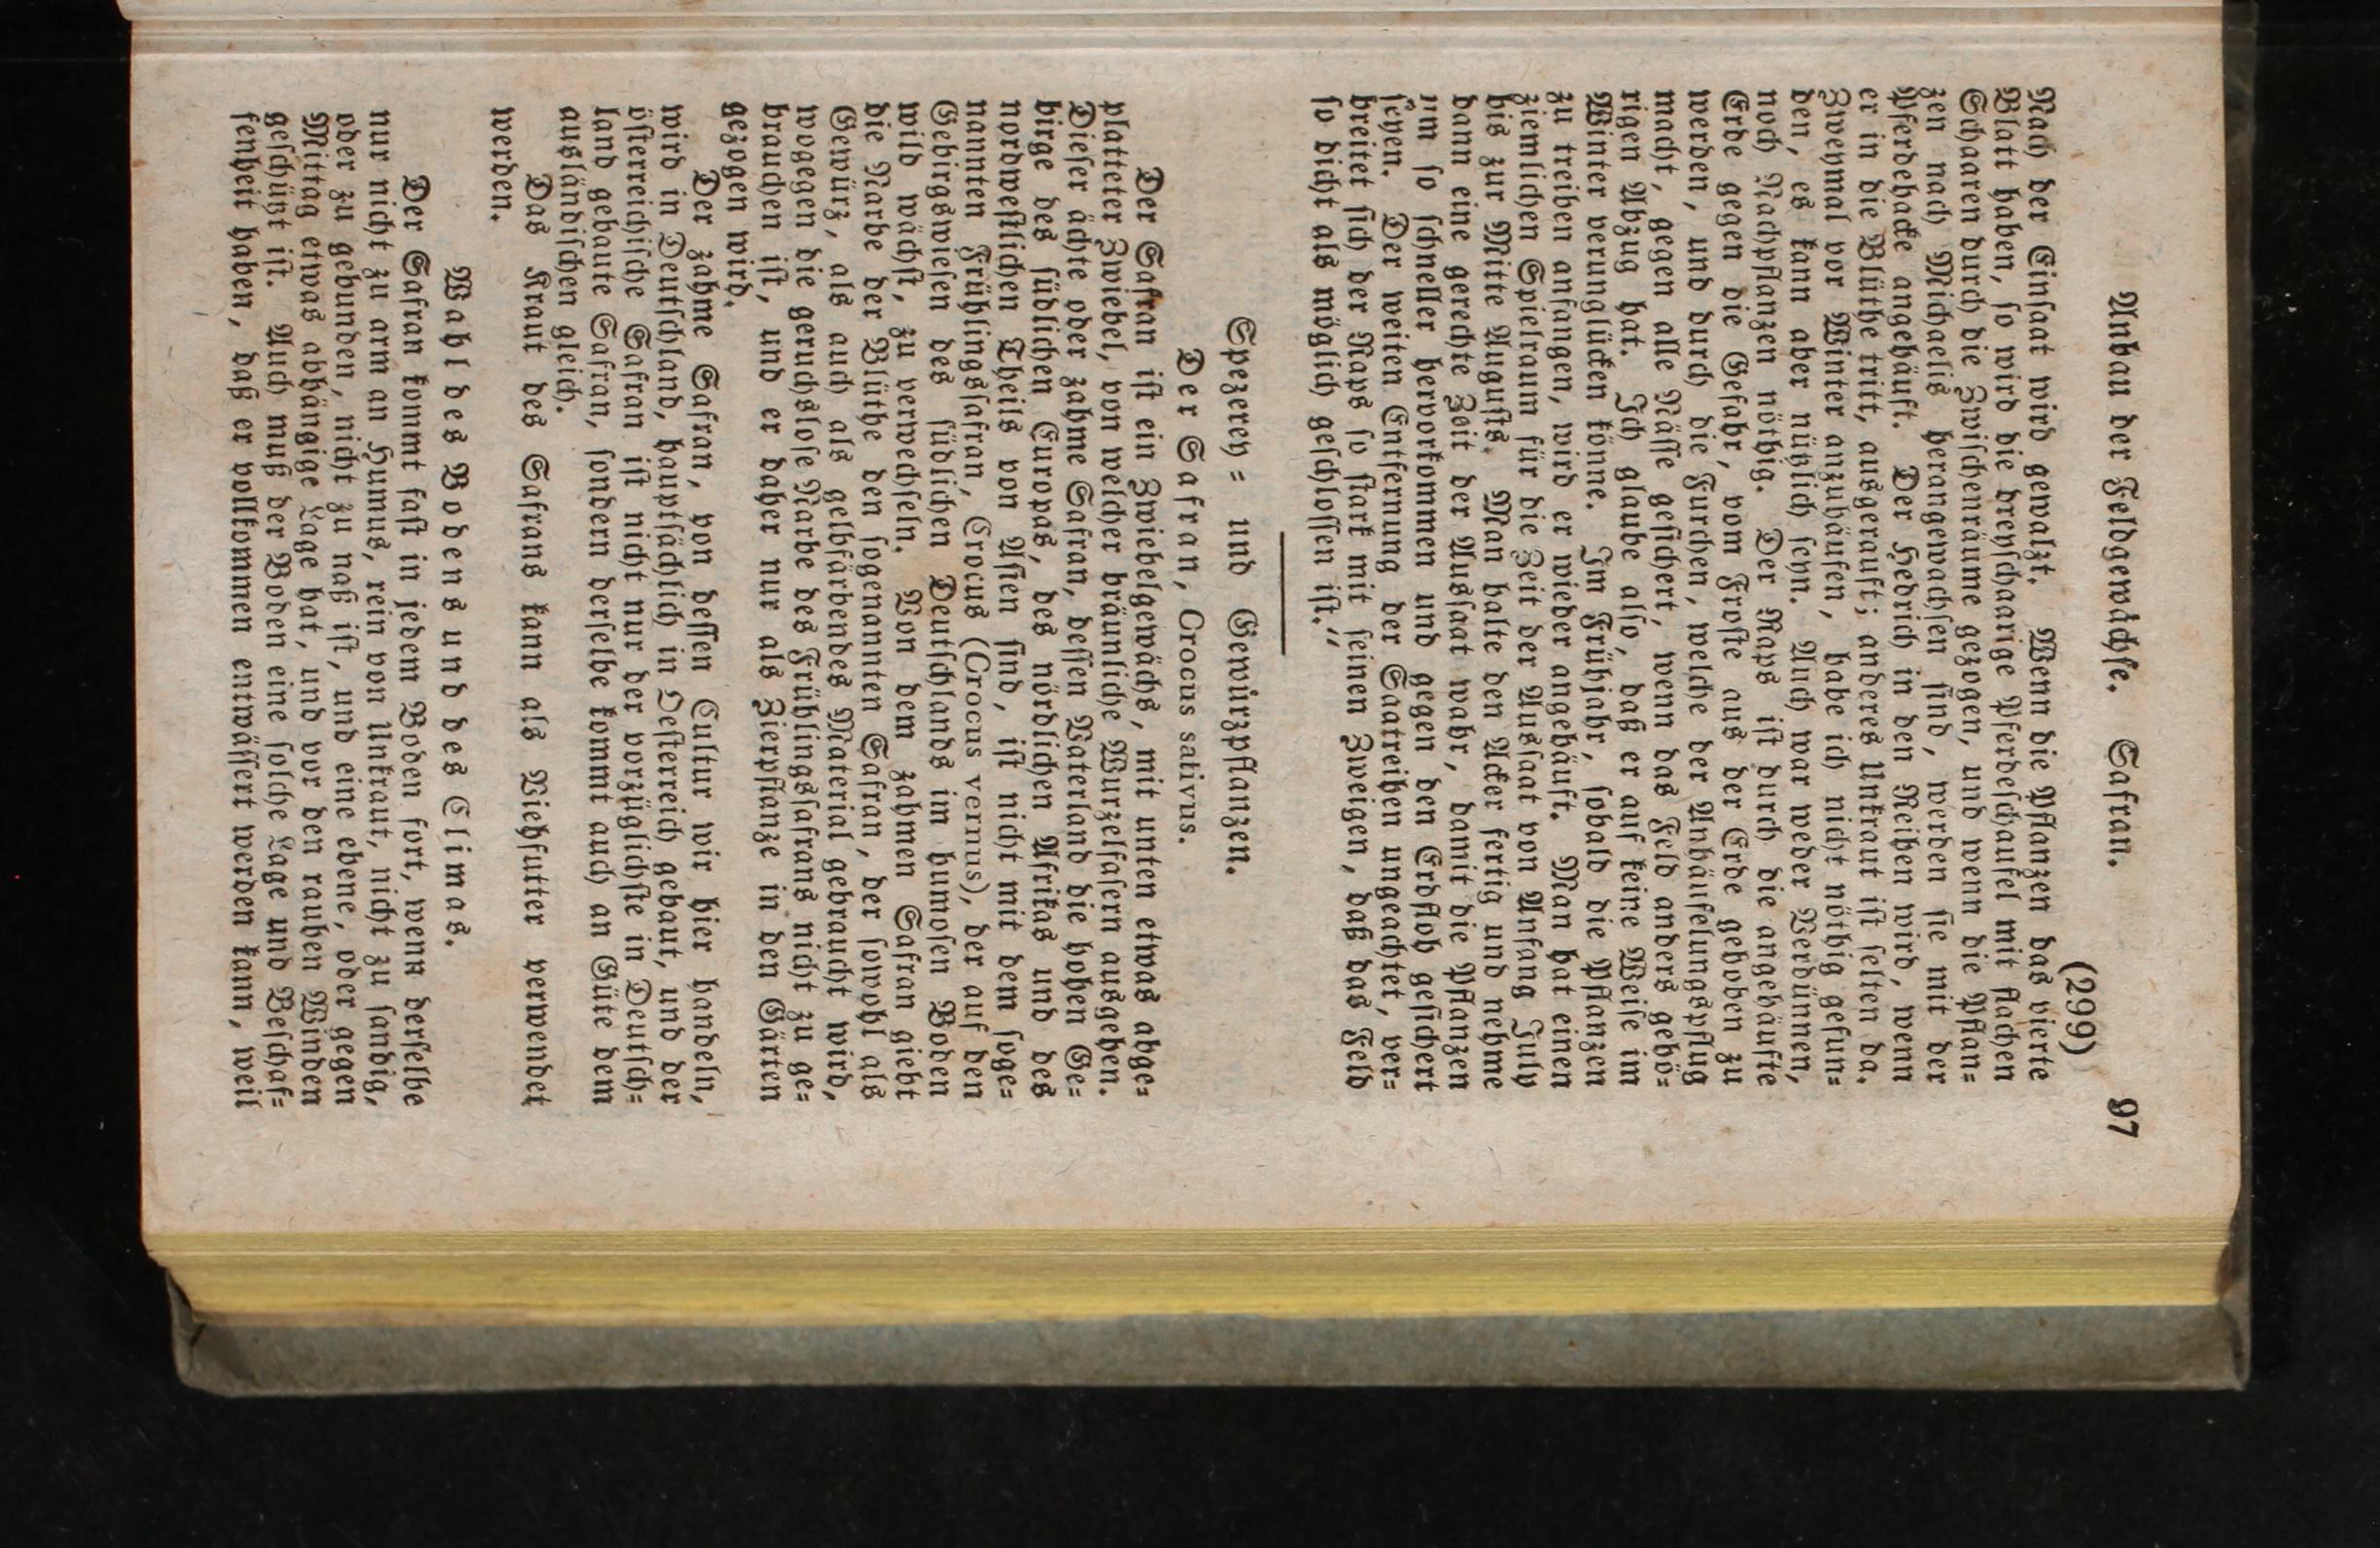 Anbau der Feldgewächse. Safran. 97
(299)
Nach der Einsaat wird gewalzt. Wenn die Pflanzen das vierte
Blatt haben, so wird die dreyschaarige Pferdeschaufel mit flachen
Schaaren durch die Zwischenräume gezogen, und wenn die Pflan=
zen nach Michaelis herangewachsen sind, werden sie mit der
Pferdehacke angehäuft. Der Hedrich in den Reihen wird, wenn
er in die Blüthe tritt, ausgerauft; anderes Unkraut ist selten da.
Zweymal vor Winter anzuhäufen, habe ich nicht nöthig gefun=
den, es kann aber nützlich seyn. Auch war weder Verdünnen,
noch Nachpflanzen nöthig. Der Raps ist durch die angehäufte
Erde gegen die Gefahr, vom Froste aus der Erde gehoben zu
werden, und durch die Furchen, welche der Anhäufelungspflug
macht, gegen alle Nässe gesichert, wenn das Feld anders gehö=
rigen Abzug hat. Ich glaube also, daß er auf keine Weise im
Winter verunglücken könne. Im Frühjahr, sobald die Pflanzen
zu treiben anfangen, wird er wieder angehäuft. Man hat einen
ziemlichen Spielraum für die Zeit der Aussaat von Anfang July
bis zur Mitte Augusts. Man halte den Acker fertig und nehme
dann eine gerechte Zeit der Aussaat wahr, damit die Pflanzen
um so schneller hervorkommen und gegen den Erdfloh gesichert
seyen. Der weiten Entfernung der Saatreihen ungeachtet, ver=
breitet sich der Raps so stark mit seinen Zweigen, daß das Feld
so dicht als möglich geschlossen ist.„
Spezerey= und Gewürzpflanzen.
Der Safran, Crocus sativus.
Der Safran ist ein Zwiebelgewächs, mit unten etwas abge=
platteter Zwiebel, von welcher bräunliche Wurzelfasern ausgehen.
Dieser ächte oder zahme Safran, dessen Vaterland die hohen Ge=
birge des südlichen Europas, des nördlichen Afrikas und des
nordwestlichen Theils von Asien sind, ist nicht mit dem soge=
nannten Frühlingssafran, Crocus (Crocus vernus), der auf den
Gebirgswiesen des südlichen Deutschlands im humosen Boden
wild wächst, zu verwechseln. Von dem zahmen Safran giebt
die Narbe der Blüthe den sogenannten Safran, der sowohl als
Gewürz, als auch als gelbfärbendes Material gebraucht wird,
wogegen die geruchslose Narbe des Frühlingssafrans nicht zu ge=
brauchen ist, und er daher nur als Zierpflanze in den Gärten
gezogen wird.
Der zahme Safran, von dessen Cultur wir hier handeln,
wird in Deutschland, hauptsächlich in Oesterreich gebaut, und der
österreichische Safran ist nicht nur der vorzüglichste in Deutsch=
land gebaute Safran, sondern derselbe kommt auch an Güte dem
ausländischen gleich.
Das Kraut des Safrans kann als Viehfutter verwendet
werden.
Wahl des Bodens und des Climas.
Der Safran kommt fast in jedem Boden fort, wenn derselbe
nur nicht zu arm an Humus, rein von Unkraut, nicht zu sandig,
oder zu gebunden, nicht zu naß ist, und eine ebene, oder gegen
Mittag etwas abhängige Lage hat, und vor den rauhen Winden
geschützt ist. Auch muß der Boden eine solche Lage und Beschaf=
fenheit haben, daß er vollkommen entwässert werden kann, weil